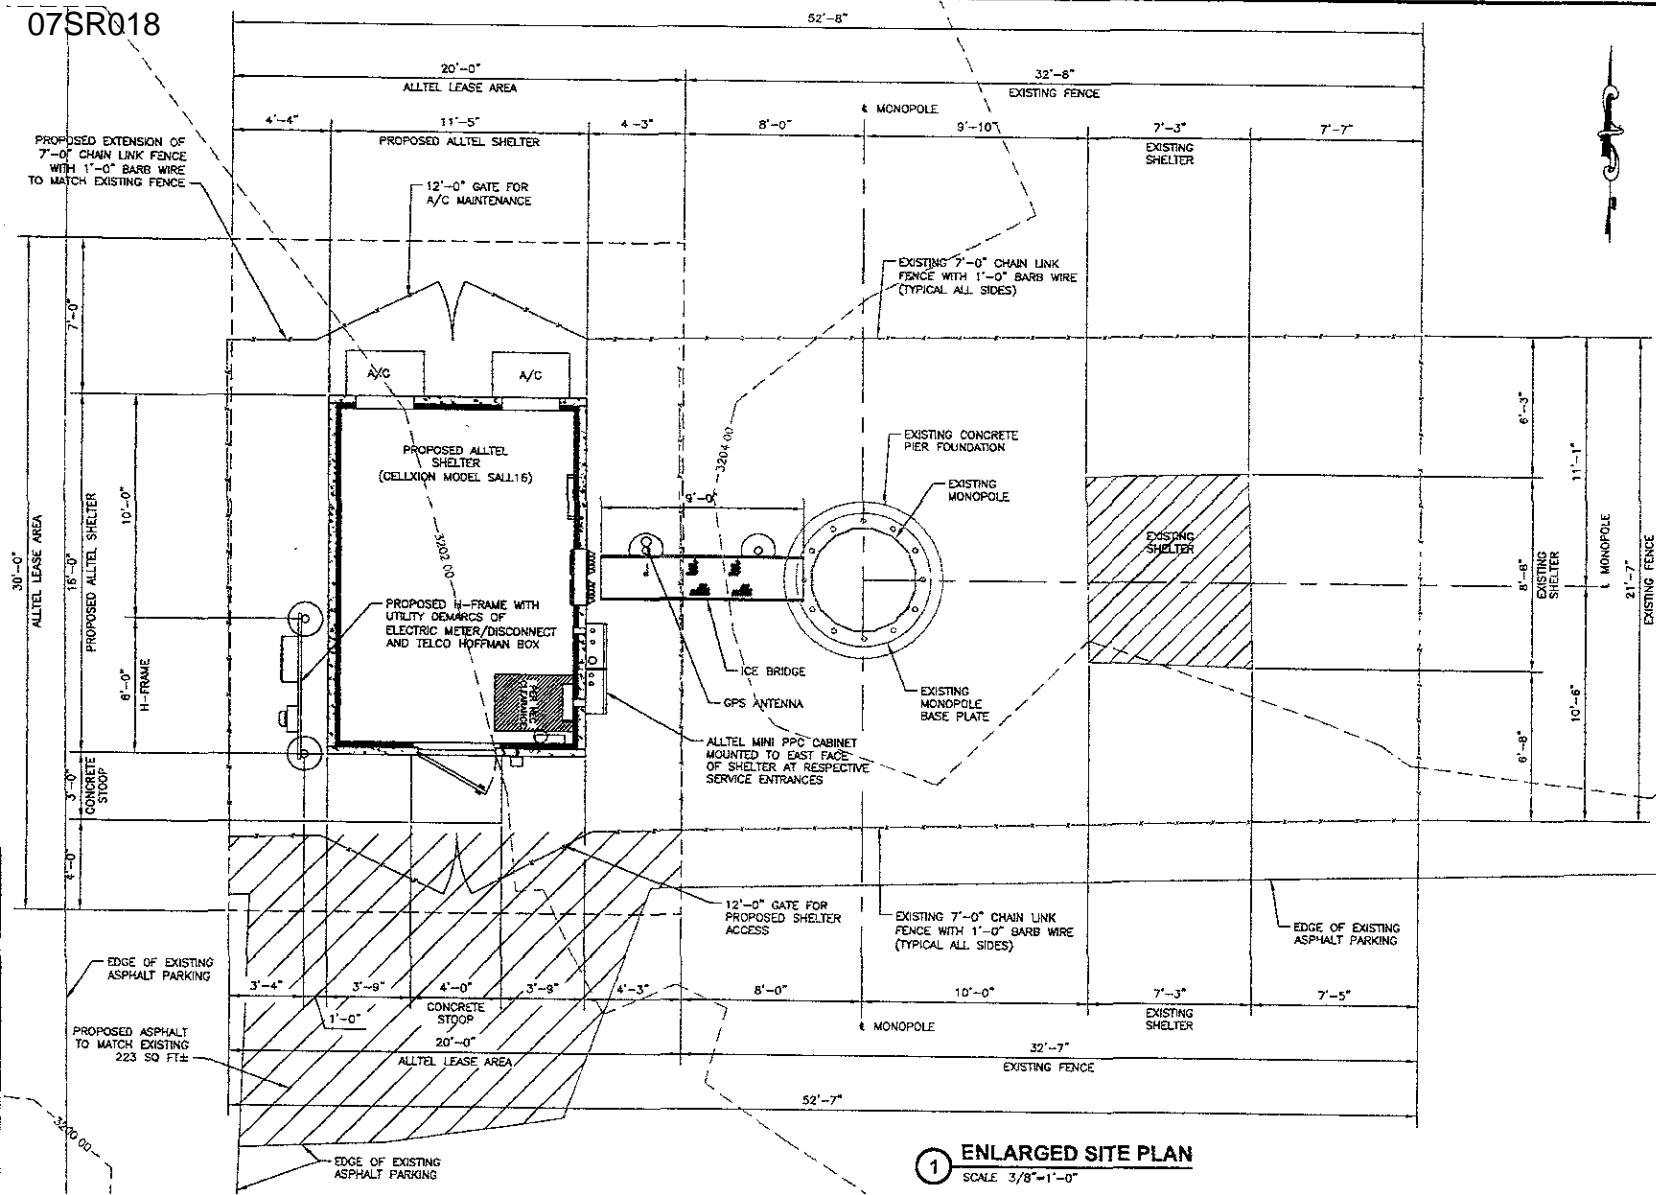 07SR018
52'-8"
20'-0"
ALLTEL LEASE AREA
32'-8"
EXISTING FENCE
℄ MONOPOLE
4'-4"
11'-5"
PROPOSED ALLTEL SHELTER
4'-3"
8'-0"
9'-10"
7'-3"
EXISTING
SHELTER
7'-7"
PROPOSED EXTENSION OF
7'-0" CHAIN LINK FENCE
WITH 1'-0" BARB WIRE
TO MATCH EXISTING FENCE
12'-0" GATE FOR
A/C MAINTENANCE
EXISTING 7'-0" CHAIN LINK
FENCE WITH 1'-0" BARB WIRE
(TYPICAL ALL SIDES)
A/C
A/C
PROPOSED ALLTEL
SHELTER
(CELLXION MODEL SALL16)
3202.00
3204.00
9'-0"
EXISTING CONCRETE
PIER FOUNDATION
EXISTING
MONOPOLE
EXISTING
SHELTER
30'-0"
ALLTEL LEASE AREA
7'-0"
16'-0"
PROPOSED ALLTEL SHELTER
10'-0"
6'-0"
H-FRAME
3'-0"
CONCRETE
STOOP
4'-0
PROPOSED H-FRAME WITH
UTILITY DEMARCS OF
ELECTRIC METER/DISCONNECT
AND TELCO HOFFMAN BOX
PER NEC
CLEARANCE
ICE BRIDGE
GPS ANTENNA
EXISTING
MONOPOLE
BASE PLATE
ALLTEL MINI PPC CABINET
MOUNTED TO EAST FACE
OF SHELTER AT RESPECTIVE
SERVICE ENTRANCES
6'-3"
8'-6"
EXISTING
SHELTER
6'-8"
11'-1"
10'-6"
℄ MONOPOLE
21'-7"
EXISTING FENCE
12'-0" GATE FOR
PROPOSED SHELTER
ACCESS
EXISTING 7'-0" CHAIN LINK
FENCE WITH 1'-0" BARB WIRE
(TYPICAL ALL SIDES)
EDGE OF EXISTING
ASPHALT PARKING
EDGE OF EXISTING
ASPHALT PARKING
3'-4"
1'-0"
3'-9"
4'-0"
CONCRETE
STOOP
3'-9"
4'-3"
8'-0"
10'-0"
7'-3"
EXISTING
SHELTER
7'-5"
℄ MONOPOLE
PROPOSED ASPHALT
TO MATCH EXISTING
223 SQ FT±
20'-0"
ALLTEL LEASE AREA
32'-7"
EXISTING FENCE
52'-7"
3200.00
EDGE OF EXISTING
ASPHALT PARKING
1 ENLARGED SITE PLAN
SCALE 3/8"=1'-0"